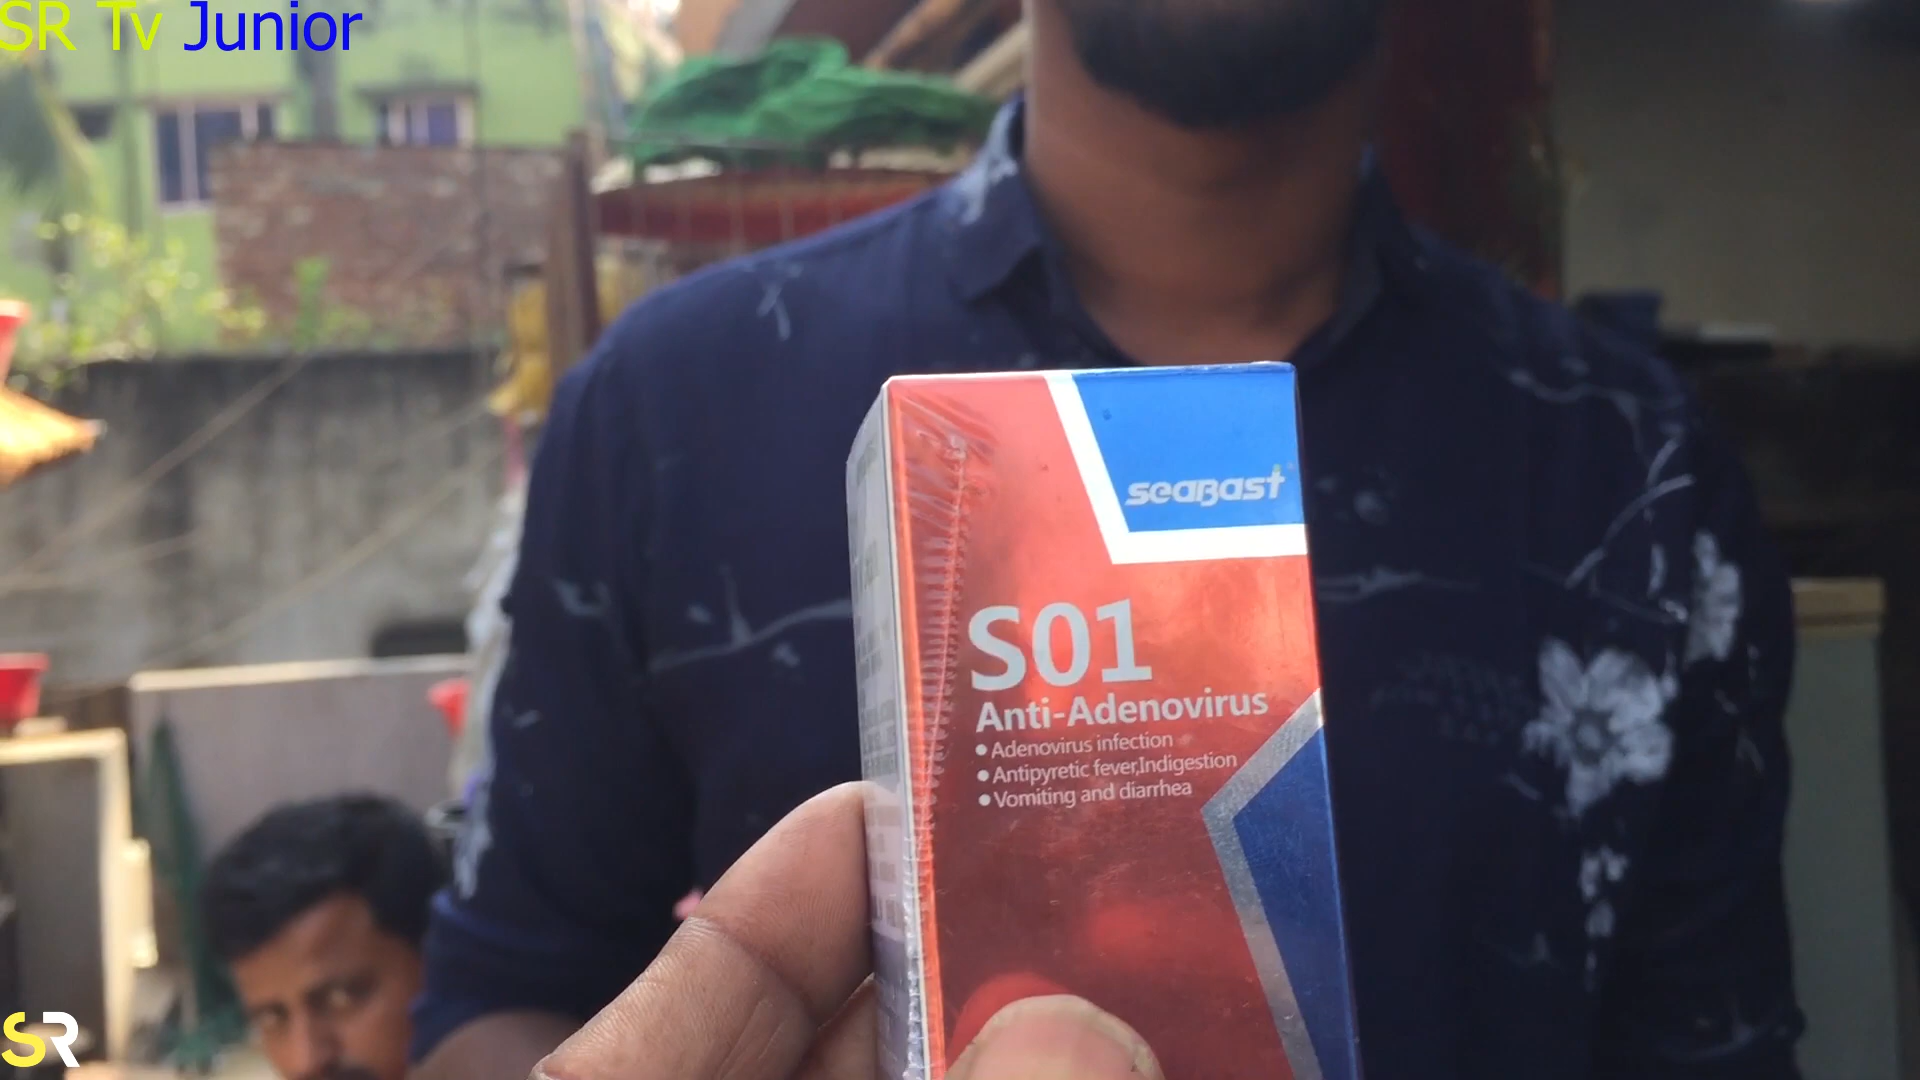 SR Tv Junior
seaBast
S01
Anti-Adenovirus
• Adenovirus infection
• Antipyretic fever,Indigestion
• Vomiting and diarrhea
SR